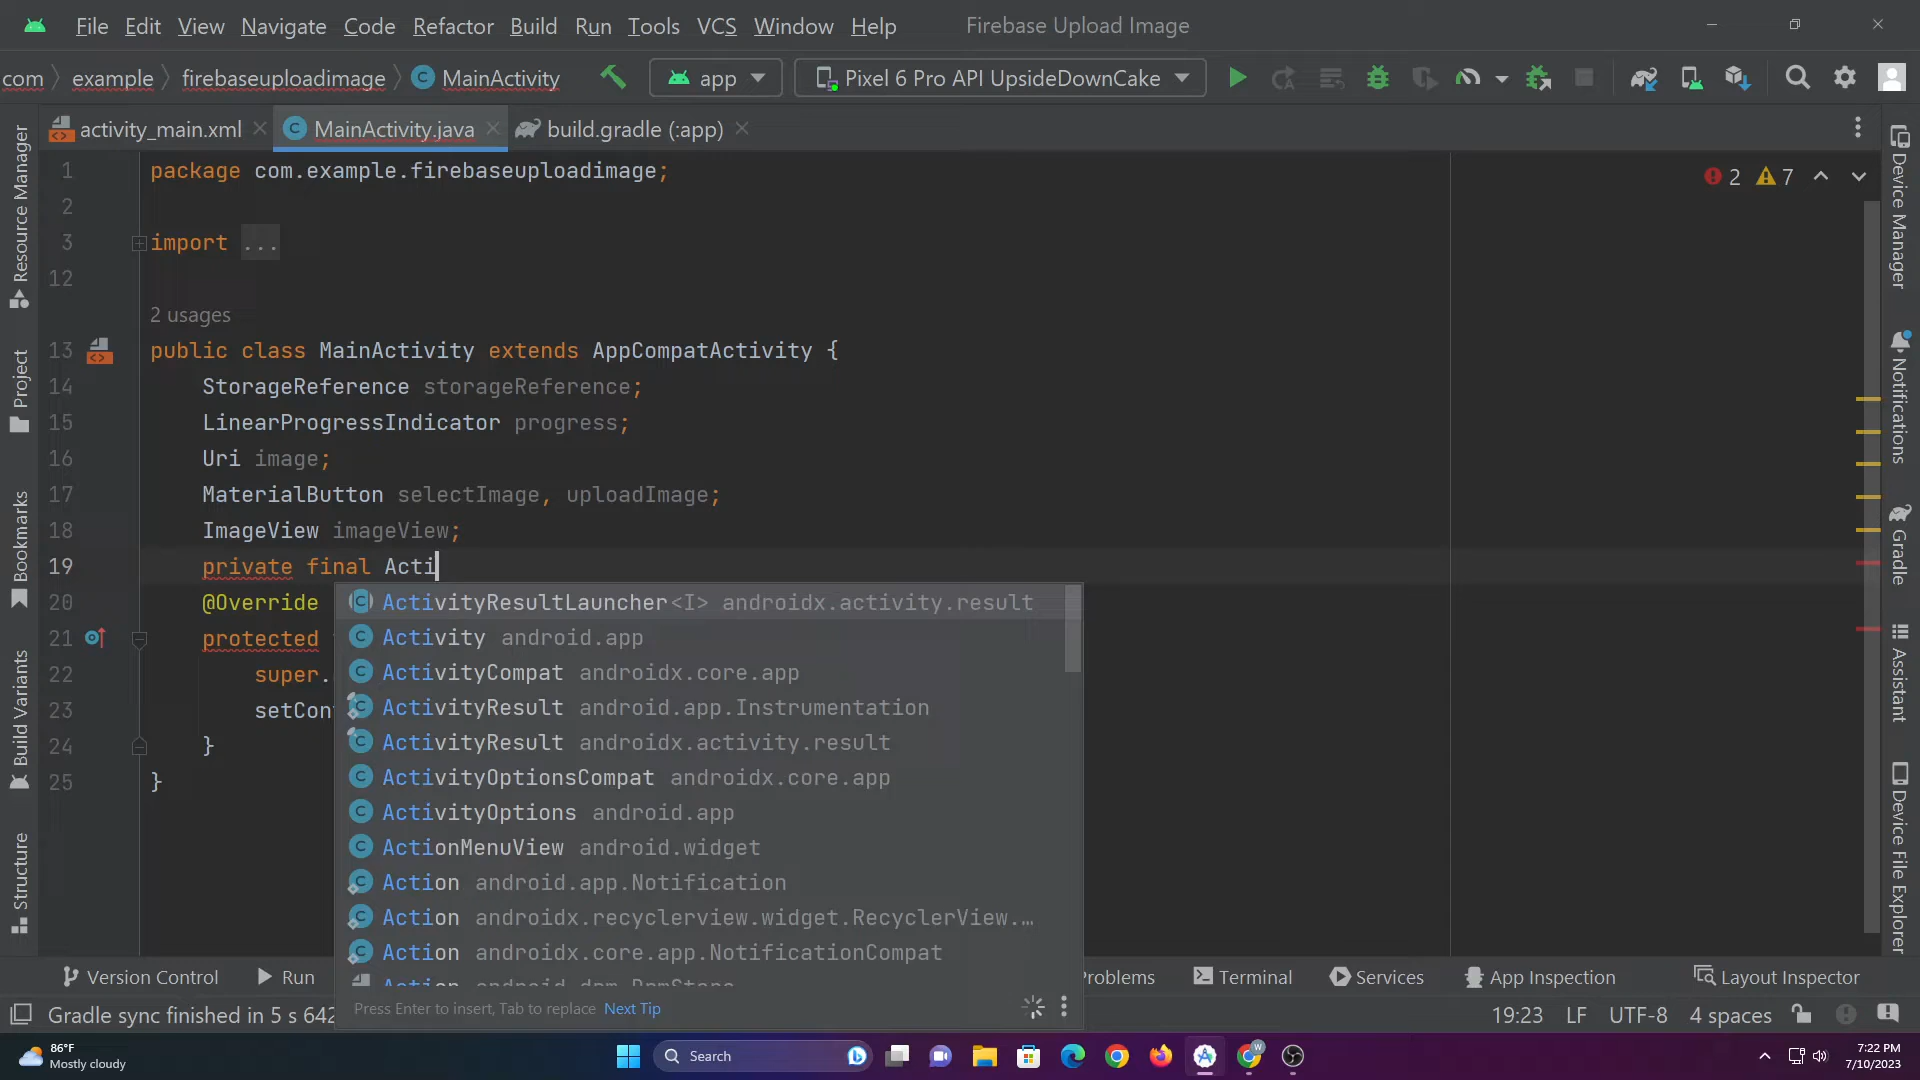 File Edit View Navigate Code Refactor Build Run Tools VCS Window Help Firebase Upload Image
com example firebaseuploadimage MainActivity app Pixel 6 Pro API UpsideDownCake
activity_main.xml MainActivity.java build.gradle (:app)
1 package com.example.firebaseuploadimage;
2 7
2
3 import ...
12
2 usages
13 public class MainActivity extends AppCompatActivity {
14 StorageReference storageReference;
15 LinearProgressIndicator progress;
16 Uri image;
17 MaterialButton selectImage, uploadImage;
18 ImageView imageView;
19 private final Acti
20 @Override
21 protected
22 super.
23 setCon
24 }
25 }
ActivityResultLauncher<I> androidx.activity.result
Activity android.app
ActivityCompat androidx.core.app
ActivityResult android.app.Instrumentation
ActivityResult androidx.activity.result
ActivityOptionsCompat androidx.core.app
ActivityOptions android.app
ActionMenuView android.widget
Action android.app.Notification
Action androidx.recyclerview.widget.RecyclerView.…
Action androidx.core.app.NotificationCompat
Press Enter to insert, Tab to replace Next Tip
Resource Manager
Project
Bookmarks
Build Variants
Structure
Device Manager
Notifications
Gradle
Assistant
Device File Explorer
Version Control Run Problems Terminal Services App Inspection Layout Inspector
Gradle sync finished in 5 s 642 19:23 LF UTF-8 4 spaces
86°F
Mostly cloudy
Search
7:22 PM
7/10/2023